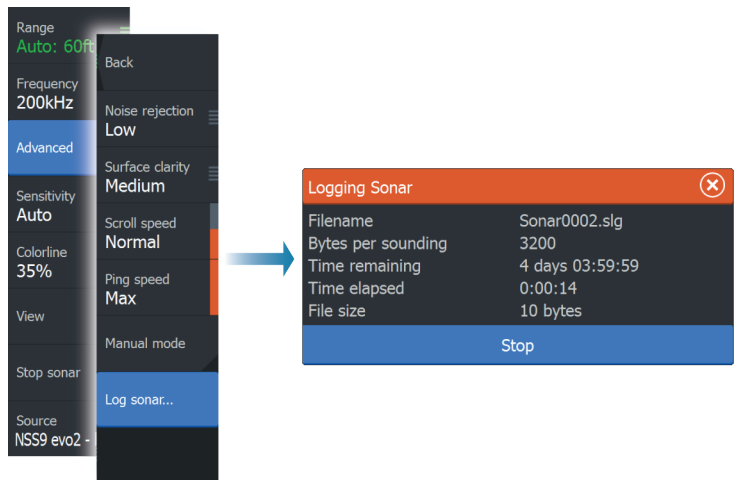 Range
Auto: 60ft
Frequency
200kHz
Advanced
Sensitivity
Auto
Colorline
35%
View
Stop sonar
Source
NSS9 evo2 -
Back
Noise rejection
Low
Surface clarity
Medium
Scroll speed
Normal
Ping speed
Max
Manual mode
Log sonar...
Logging Sonar
Filename Sonar0002.slg
Bytes per sounding 3200
Time remaining 4 days 03:59:59
Time elapsed 0:00:14
File size 10 bytes
Stop